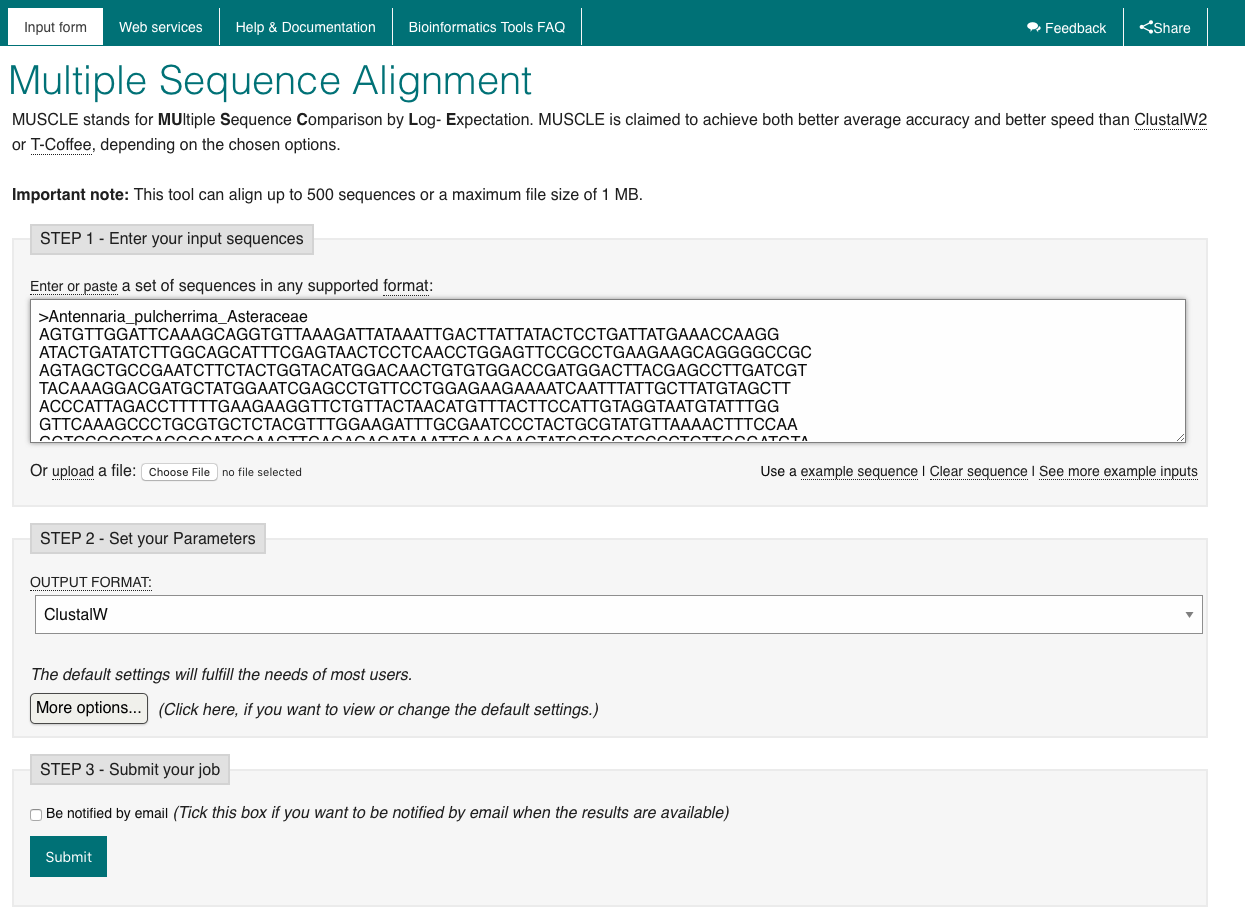 Input form
Web services
Help & Documentation
Bioinformatics Tools FAQ
Feedback
Share
Multiple Sequence Alignment
MUSCLE stands for MUltiple Sequence Comparison by Log- Expectation. MUSCLE is claimed to achieve both better average accuracy and better speed than ClustalW2
or T-Coffee, depending on the chosen options.
Important note: This tool can align up to 500 sequences or a maximum file size of 1 MB.
STEP 1 - Enter your input sequences
Enter or paste a set of sequences in any supported format:
>Antennaria_pulcherrima_Asteraceae
AGTGTTGGATTCAAAGCAGGTGTTAAAGATTATAAATTGACTTATTATACTCCTGATTATGAAACCAAGG
ATACTGATATCTTGGCAGCATTTCGAGTAACTCCTCAACCTGGAGTTCCGCCTGAAGAAGCAGGGGCCGC
AGTAGCTGCCGAATCTTCTACTGGTACATGGACAACTGTGTGGACCGATGGACTTACGAGCCTTGATCGT
TACAAAGGACGATGCTATGGAATCGAGCCTGTTCCTGGAGAAGAAAATCAATTTATTGCTTATGTAGCTT
ACCCATTAGACCTTTTTGAAGAAGGTTCTGTTACTAACATGTTTACTTCCATTGTAGGTAATGTATTTGG
GTTCAAAGCCCTGCGTGCTCTACGTTTGGAAGATTTGCGAATCCCTACTGCGTATGTTAAAACTTTCCAA
Or upload a file: Choose File no file selected
Use a example sequence | Clear sequence | See more example inputs
STEP 2 - Set your Parameters
OUTPUT FORMAT:
ClustalW
The default settings will fulfill the needs of most users.
More options... (Click here, if you want to view or change the default settings.)
STEP 3 - Submit your job
Be notified by email (Tick this box if you want to be notified by email when the results are available)
Submit